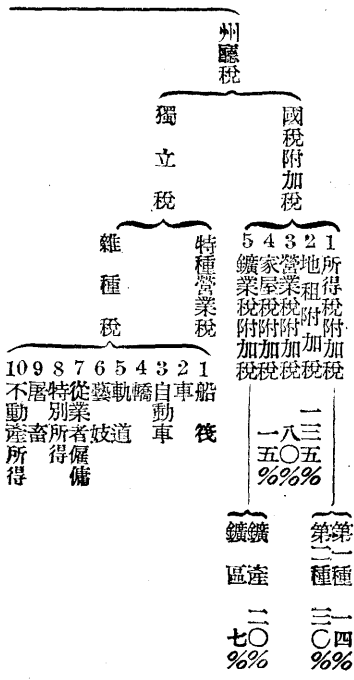 州廳稅
國稅附加稅
1 所得稅附加稅
第一種 一四%
第二種 三〇%
2 地租附加稅 一三五%
3 營業稅附加稅 八〇%
4 家屋稅附加稅 一五%
5 鑛業稅附加稅
鑛產 二〇%
鑛區 七%
獨立稅
特種營業稅
雜種稅
1 船筏
2 車
3 自動車
4 橋
5 軌道
6 藝妓
7 從業者雇傭
8 特別所得
9 屠畜
10 不動產所得